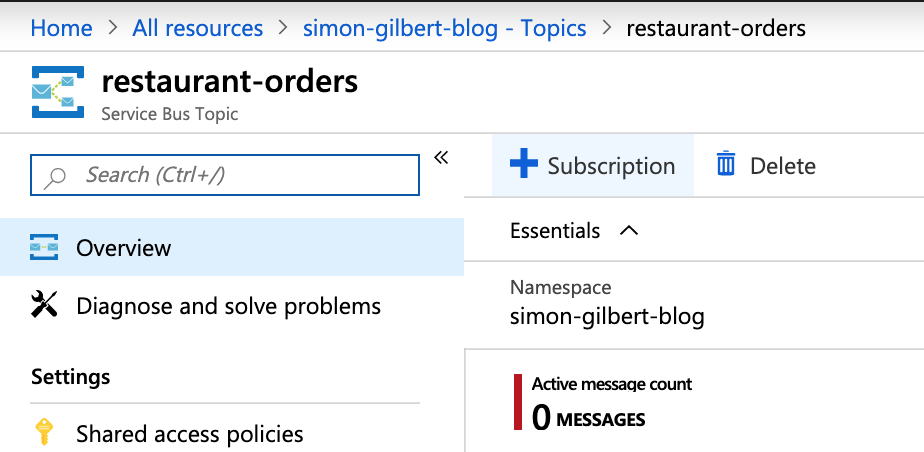 Home > All resources > simon-gilbert-blog - Topics > restaurant-orders
restaurant-orders
Service Bus Topic
Search (Ctrl+/)
«
Subscription
Delete
Overview
Essentials
Diagnose and solve problems
Namespace
simon-gilbert-blog
Settings
Active message count
0 MESSAGES
Shared access policies